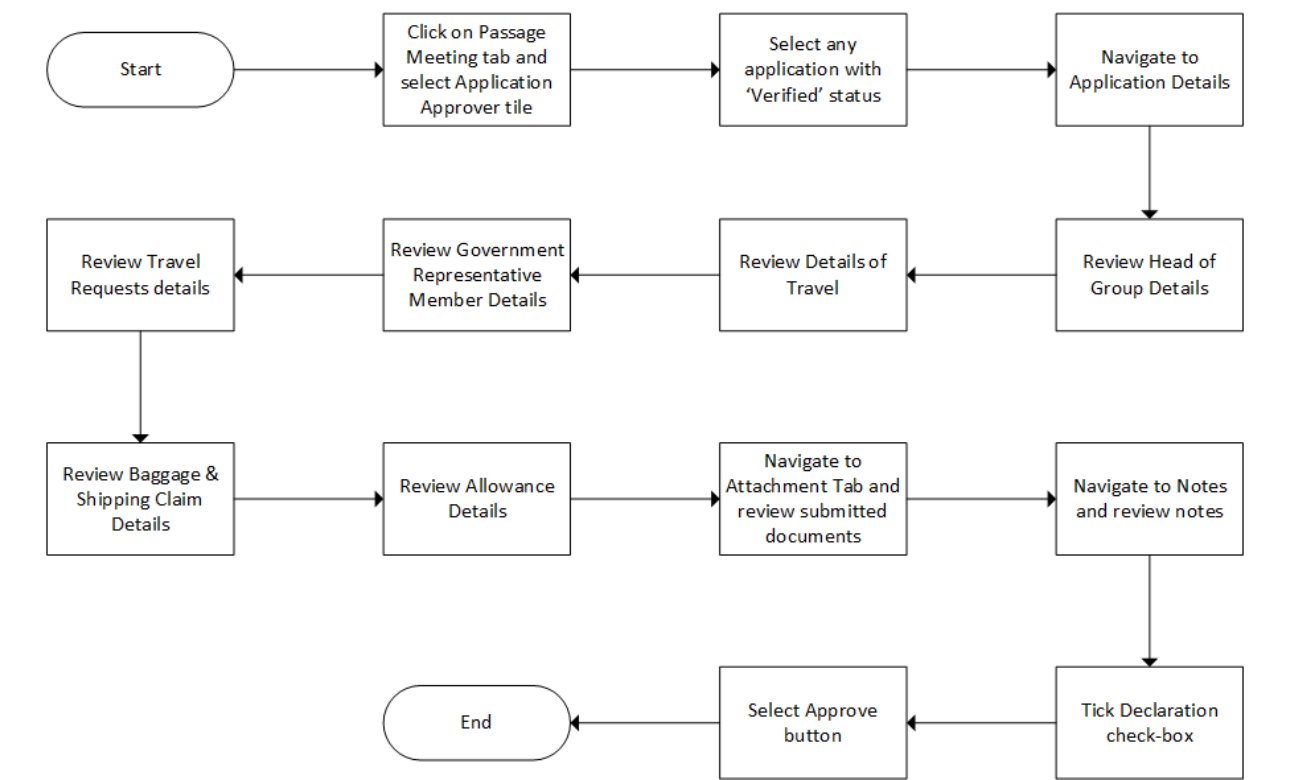 Start
Click on Passage
Meeting tab and
select Application
Approver tile
Select any
application with
‘Verified’ status
Navigate to
Application Details
Review Head of
Group Details
Review Details of
Travel
Review Government
Representative
Member Details
Review Travel
Requests details
Review Baggage &
Shipping Claim
Details
Review Allowance
Details
Navigate to
Attachment Tab and
review submitted
documents
Navigate to Notes
and review notes
Tick Declaration
check-box
Select Approve
button
End